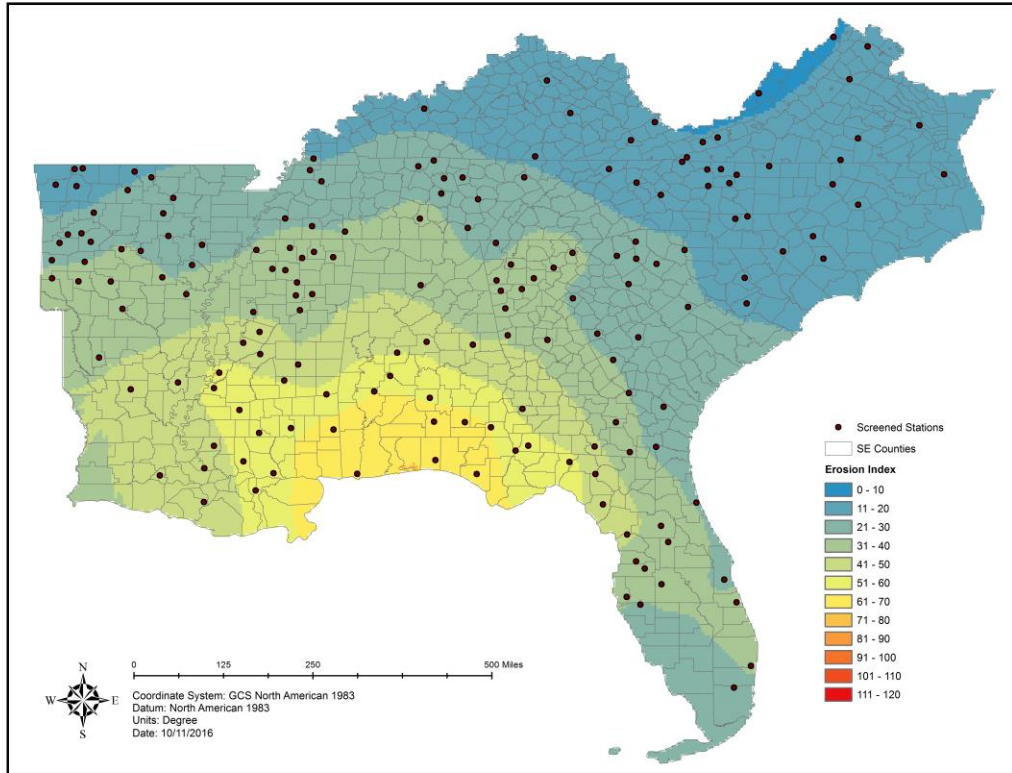 Screened Stations
SE Counties
Erosion Index
0 - 10
11 - 20
21 - 30
31 - 40
41 - 50
51 - 60
61 - 70
71 - 80
81 - 90
91 - 100
101 - 110
111 - 120
0 125 250 500 Miles
N
W E
S
Coordinate System: GCS North American 1983
Datum: North American 1983
Units: Degree
Date: 10/11/2016